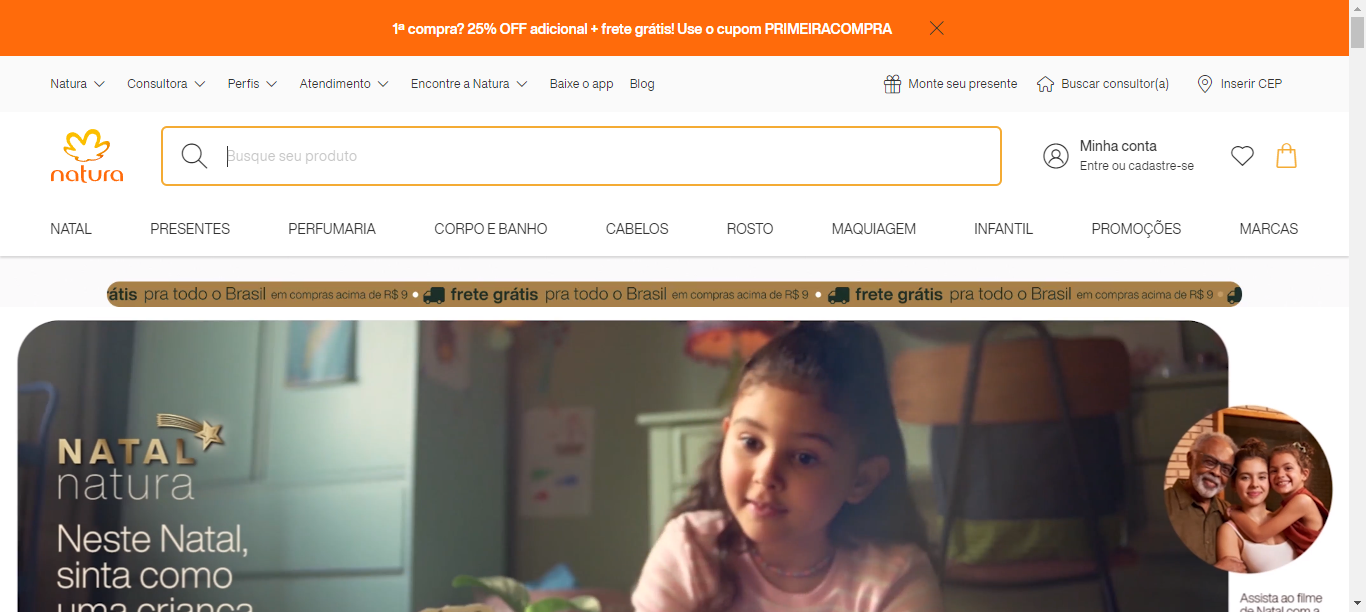 1ª compra? 25% OFF adicional + frete grátis! Use o cupom PRIMEIRACOMPRA
Natura Consultora Perfis Atendimento Encontre a Natura Baixe o app Blog Monte seu presente Buscar consultor(a) Inserir CEP
natura
Busque seu produto
Minha conta
Entre ou cadastre-se
NATAL PRESENTES PERFUMARIA CORPO E BANHO CABELOS ROSTO MAQUIAGEM INFANTIL PROMOÇÕES MARCAS
átis pra todo o Brasil em compras acima de R$ 9 frete grátis pra todo o Brasil em compras acima de R$ 9 frete grátis pra todo o Brasil em compras acima de R$ 9
NATAL
natura
Neste Natal,
sinta como
uma criança
Assista ao filme
de Natal com a